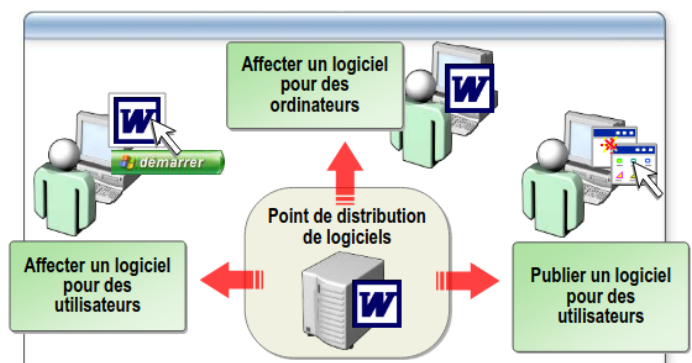 Affecter un logiciel
pour des
ordinateurs
W
W
démarrer
Point de distribution
de logiciels
W
Affecter un logiciel
pour des
utilisateurs
Publier un logiciel
pour des
utilisateurs